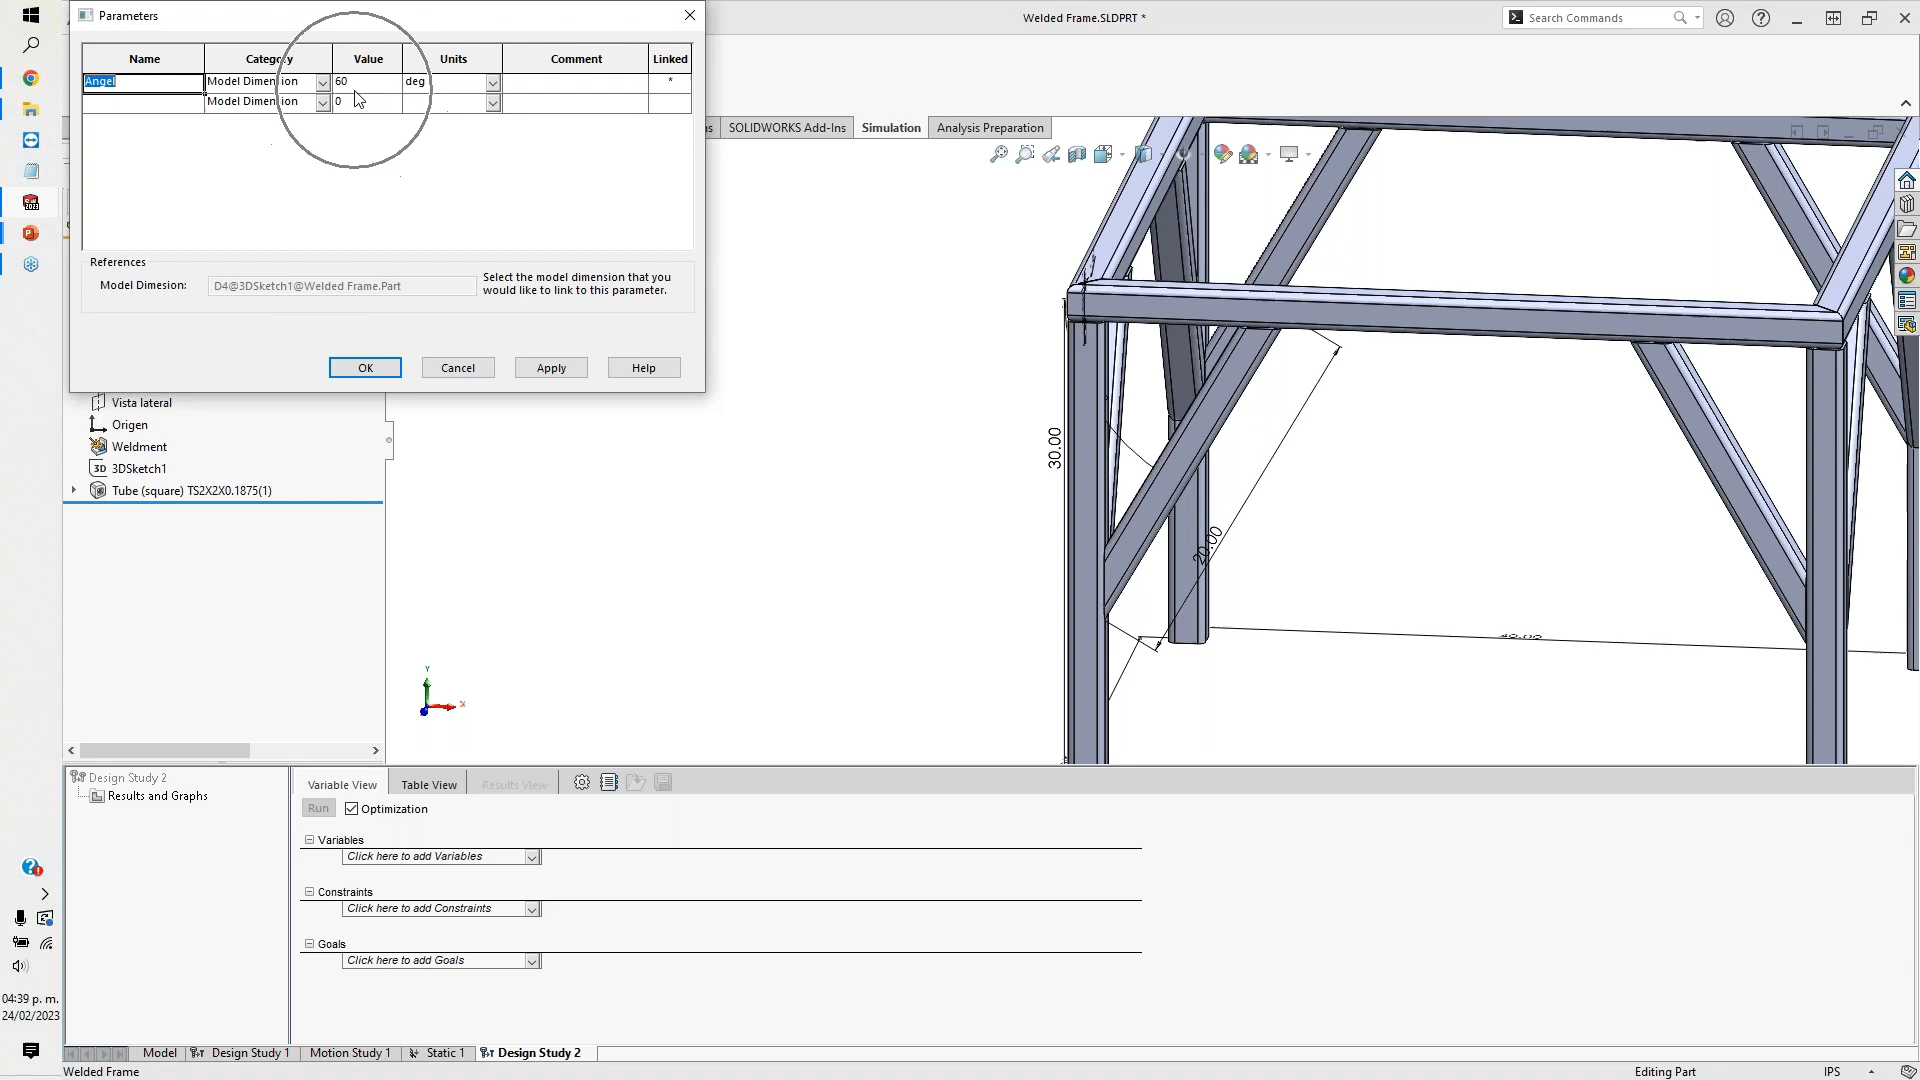 Parameters
Welded Frame.SLDPRT *
Search Commands
Name Category Value Units Comment Linked
Angel Model Dimension 60 deg *
Model Dimension 0
SOLIDWORKS Add-Ins Simulation Analysis Preparation
References
Model Dimesion: D4@3DSketch1@Welded Frame.Part
Select the model dimension that you
would like to link to this parameter.
OK Cancel Apply Help
Vista lateral
Origen
Weldment
3D 3DSketch1
Tube (square) TS2X2X0.1875(1)
30.00
20.00
40.00
Y
X
Design Study 2
Results and Graphs
Variable View Table View Results View
Run Optimization
Variables
Click here to add Variables
Constraints
Click here to add Constraints
Goals
Click here to add Goals
04:39 p. m.
24/02/2023
Model Design Study 1 Motion Study 1 Static 1 Design Study 2
Welded Frame
Editing Part
IPS